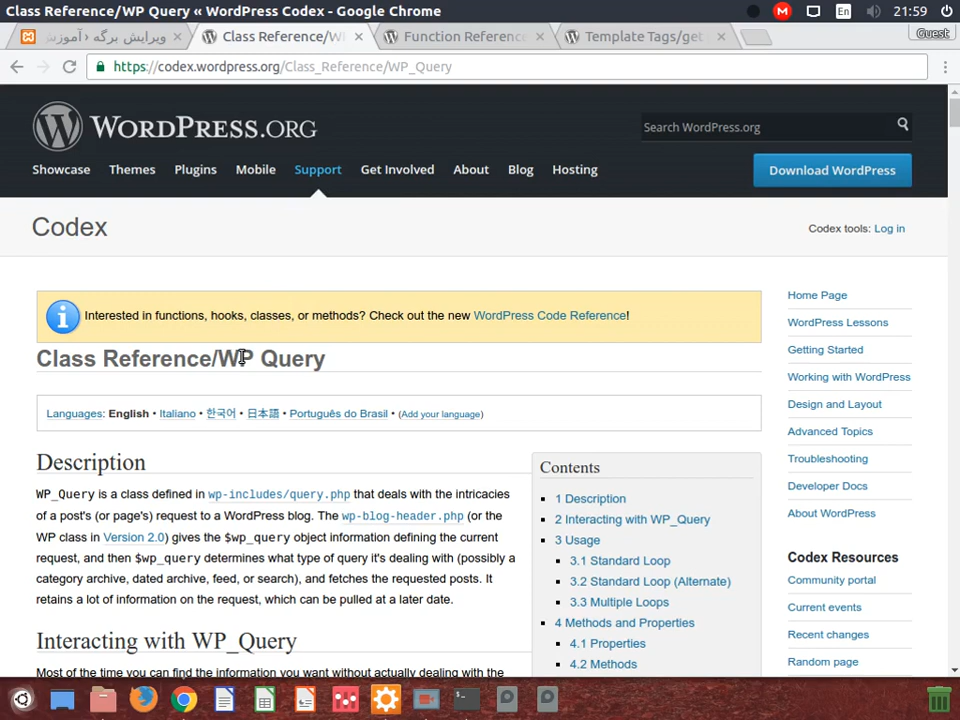 Class Reference/WP Query « WordPress Codex - Google Chrome
M
En
21:59
ویرایش برگه ‹ آموزش
Class Reference/W
Function Reference
Template Tags/get
Guest
https://codex.wordpress.org/Class_Reference/WP_Query
WORDPRESS.ORG
Search WordPress.org
Showcase Themes Plugins Mobile Support Get Involved About Blog Hosting
Download WordPress
Codex
Codex tools: Log in
Interested in functions, hooks, classes, or methods? Check out the new WordPress Code Reference!
Class Reference/WP Query
Languages: English • Italiano • 한국어 • 日本語 • Português do Brasil • (Add your language)
Description
WP_Query is a class defined in wp-includes/query.php that deals with the intricacies
of a post's (or page's) request to a WordPress blog. The wp-blog-header.php (or the
WP class in Version 2.0) gives the $wp_query object information defining the current
request, and then $wp_query determines what type of query it's dealing with (possibly a
category archive, dated archive, feed, or search), and fetches the requested posts. It
retains a lot of information on the request, which can be pulled at a later date.
Interacting with WP_Query
Most of the time you can find the information you want without actually dealing with the
Contents
1 Description
2 Interacting with WP_Query
3 Usage
3.1 Standard Loop
3.2 Standard Loop (Alternate)
3.3 Multiple Loops
4 Methods and Properties
4.1 Properties
4.2 Methods
Home Page
WordPress Lessons
Getting Started
Working with WordPress
Design and Layout
Advanced Topics
Troubleshooting
Developer Docs
About WordPress
Codex Resources
Community portal
Current events
Recent changes
Random page